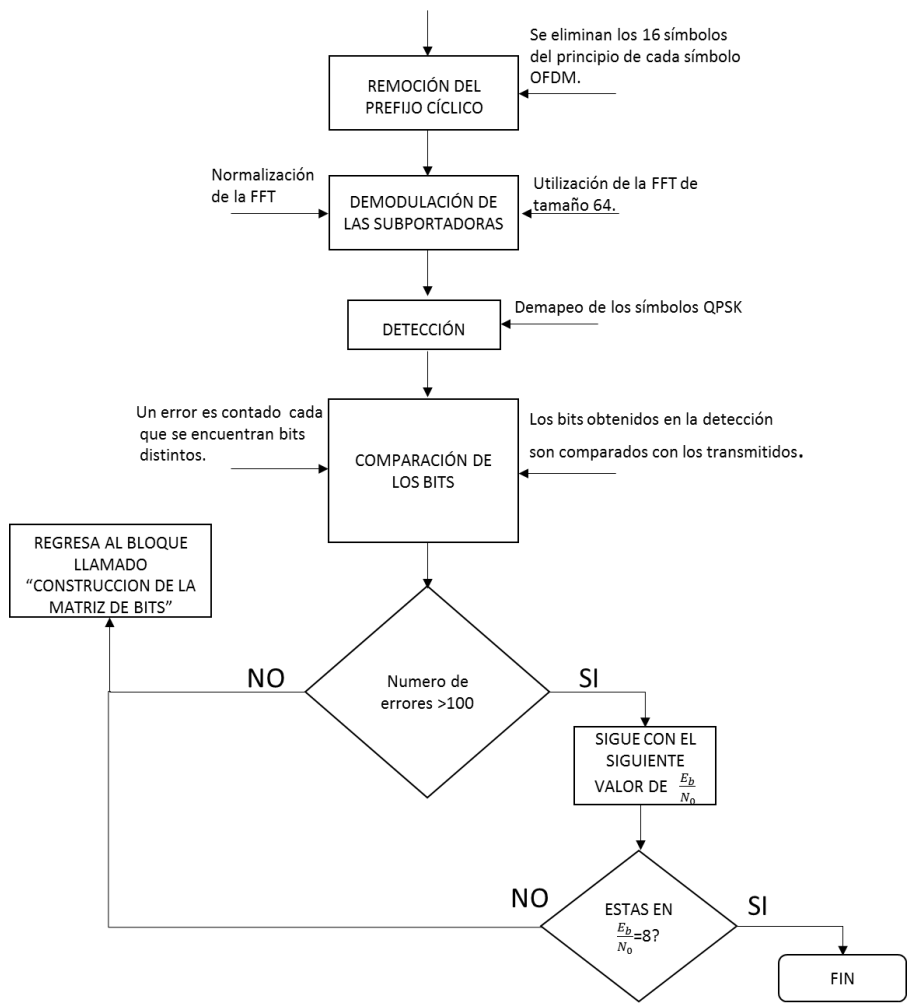 Se eliminan los 16 símbolos
del principio de cada símbolo
OFDM.
REMOCIÓN DEL
PREFIJO CÍCLICO
Normalización
de la FFT
DEMODULACIÓN DE
LAS SUBPORTADORAS
Utilización de la FFT de
tamaño 64.
DETECCIÓN
Demapeo de los símbolos QPSK
Un error es contado cada
que se encuentran bits
distintos.
COMPARACIÓN DE
LOS BITS
Los bits obtenidos en la detección
son comparados con los transmitidos.
REGRESA AL BLOQUE
LLAMADO
“CONSTRUCCION DE LA
MATRIZ DE BITS”
NO
Numero de
errores >100
SI
SIGUE CON EL
SIGUIENTE
VALOR DE E_b/N_0
NO
ESTAS EN
E_b/N_0=8?
SI
FIN